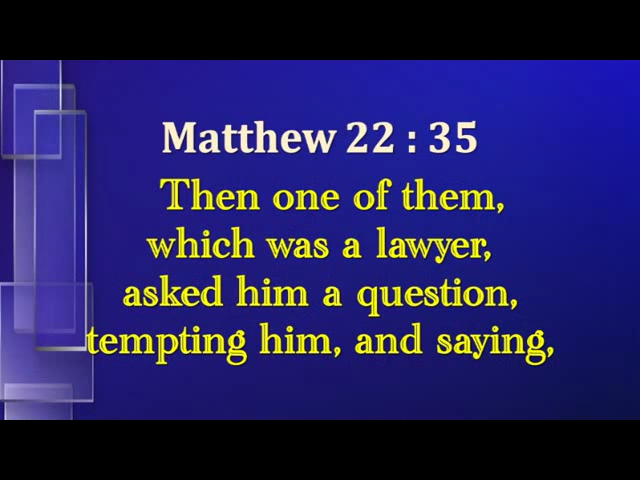 Matthew 22 : 35
Then one of them,
which was a lawyer,
asked him a question,
tempting him, and saying,